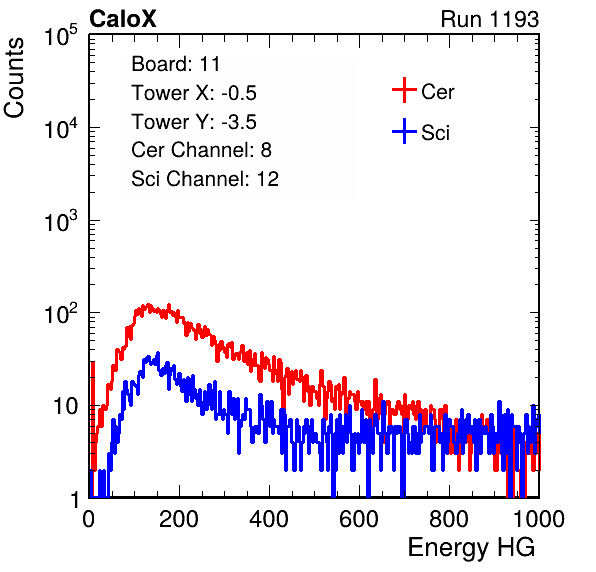 CaloX Run 1193
Counts
10^5
10^4
10^3
10^2
10
1
Board: 11
Tower X: -0.5
Tower Y: -3.5
Cer Channel: 8
Sci Channel: 12
Cer
Sci
0 200 400 600 800 1000
Energy HG